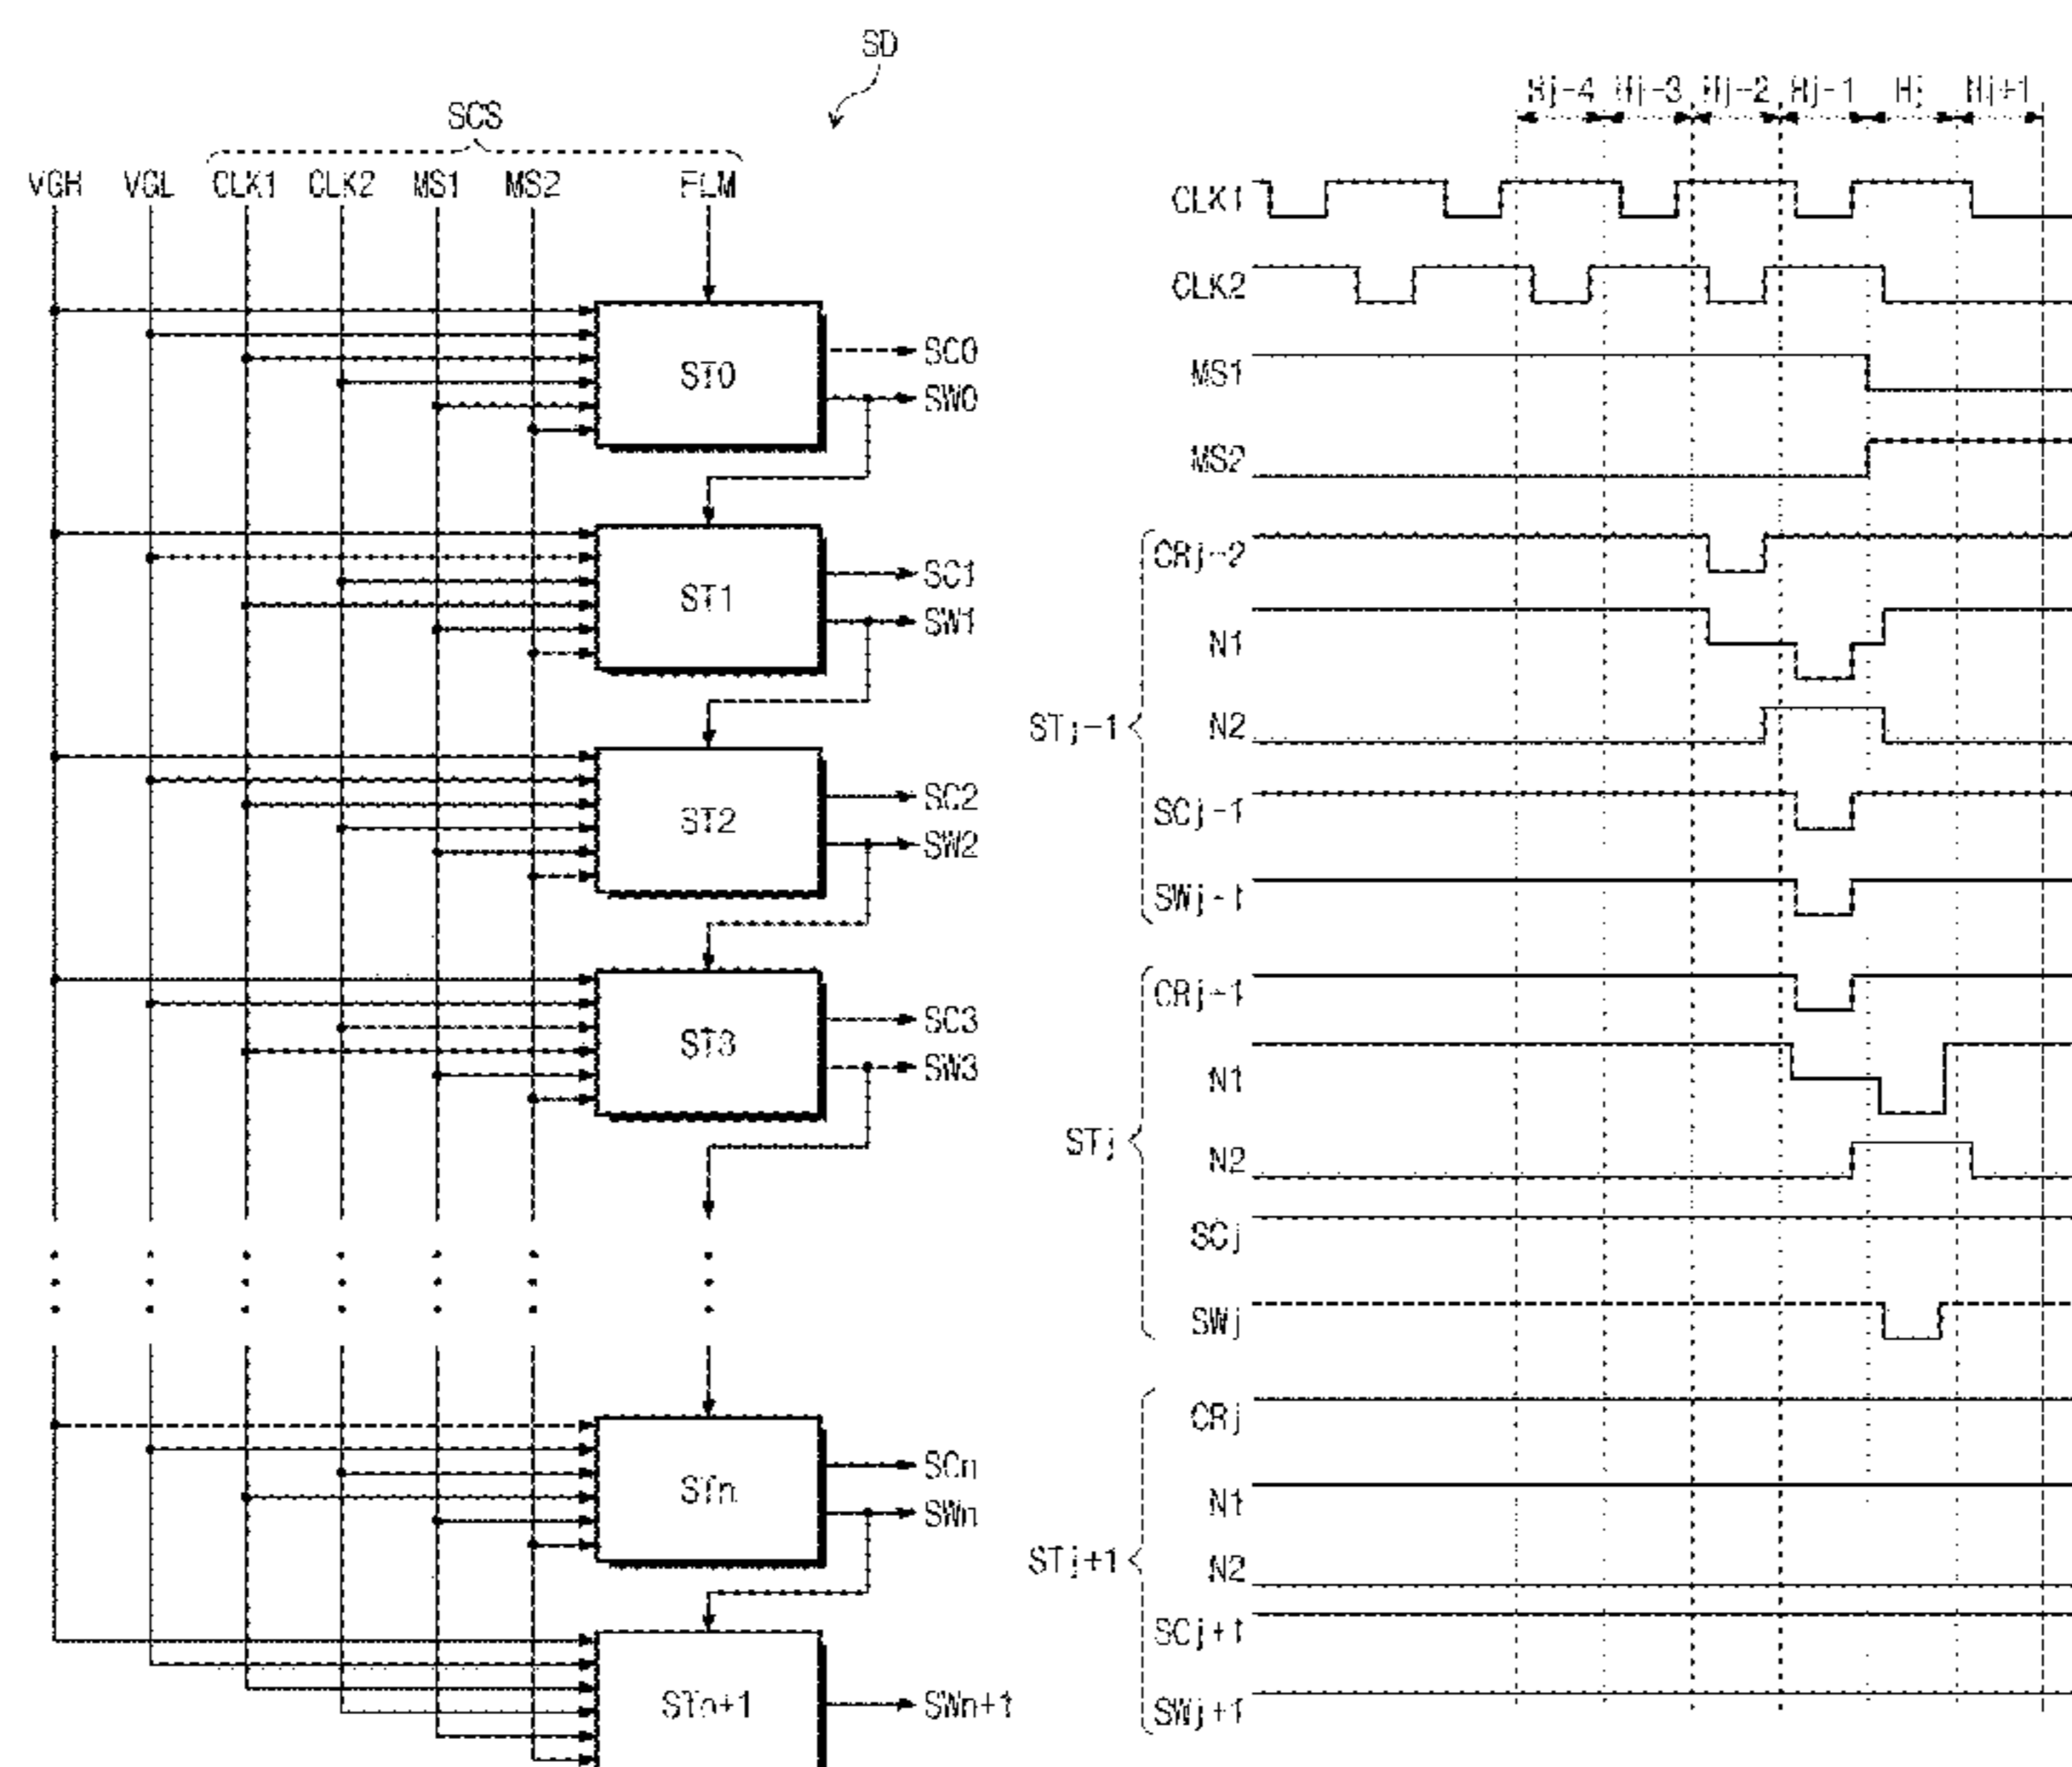 SD
SCS
VGH VGL CLK1 CLK2 MS1 MS2 FLM
ST0
SC0
SW0
ST1
SC1
SW1
ST2
SC2
SW2
ST3
SC3
SW3
STn
SCn
SWn
STn+1
SWn+1
Hj-4 Hj-3 Hj-2 Hj-1 Hj Hj+1
CLK1
CLK2
MS1
MS2
STj-1
CRj-2
N1
N2
SCj-1
SWj-1
STj
CRj-1
N1
N2
SCj
SWj
STj+1
CRj
N1
N2
SCj+1
SWj+1